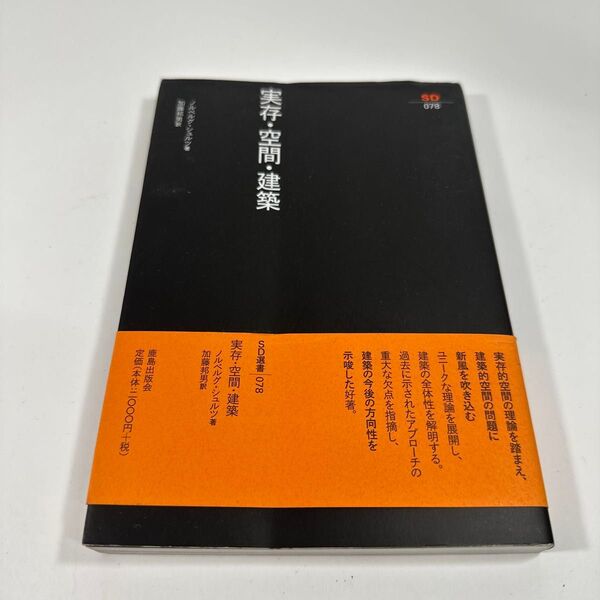 SD
078
実存・空間・建築
ノルベルグ・シュルツ著
加藤邦男訳
実存的空間の理論を踏まえ、
建築的空間の問題に
新風を吹き込む
ユニークな理論を展開し、
建築の全体性を解明する。
過去に示されたアプローチの
重大な欠点を指摘し、
建築の今後の方向性を
示唆した好著。
SD選書 078
実存・空間・建築
ノルベルグ・シュルツ著
加藤邦男訳
鹿島出版会
定価(本体二〇〇〇円+税)